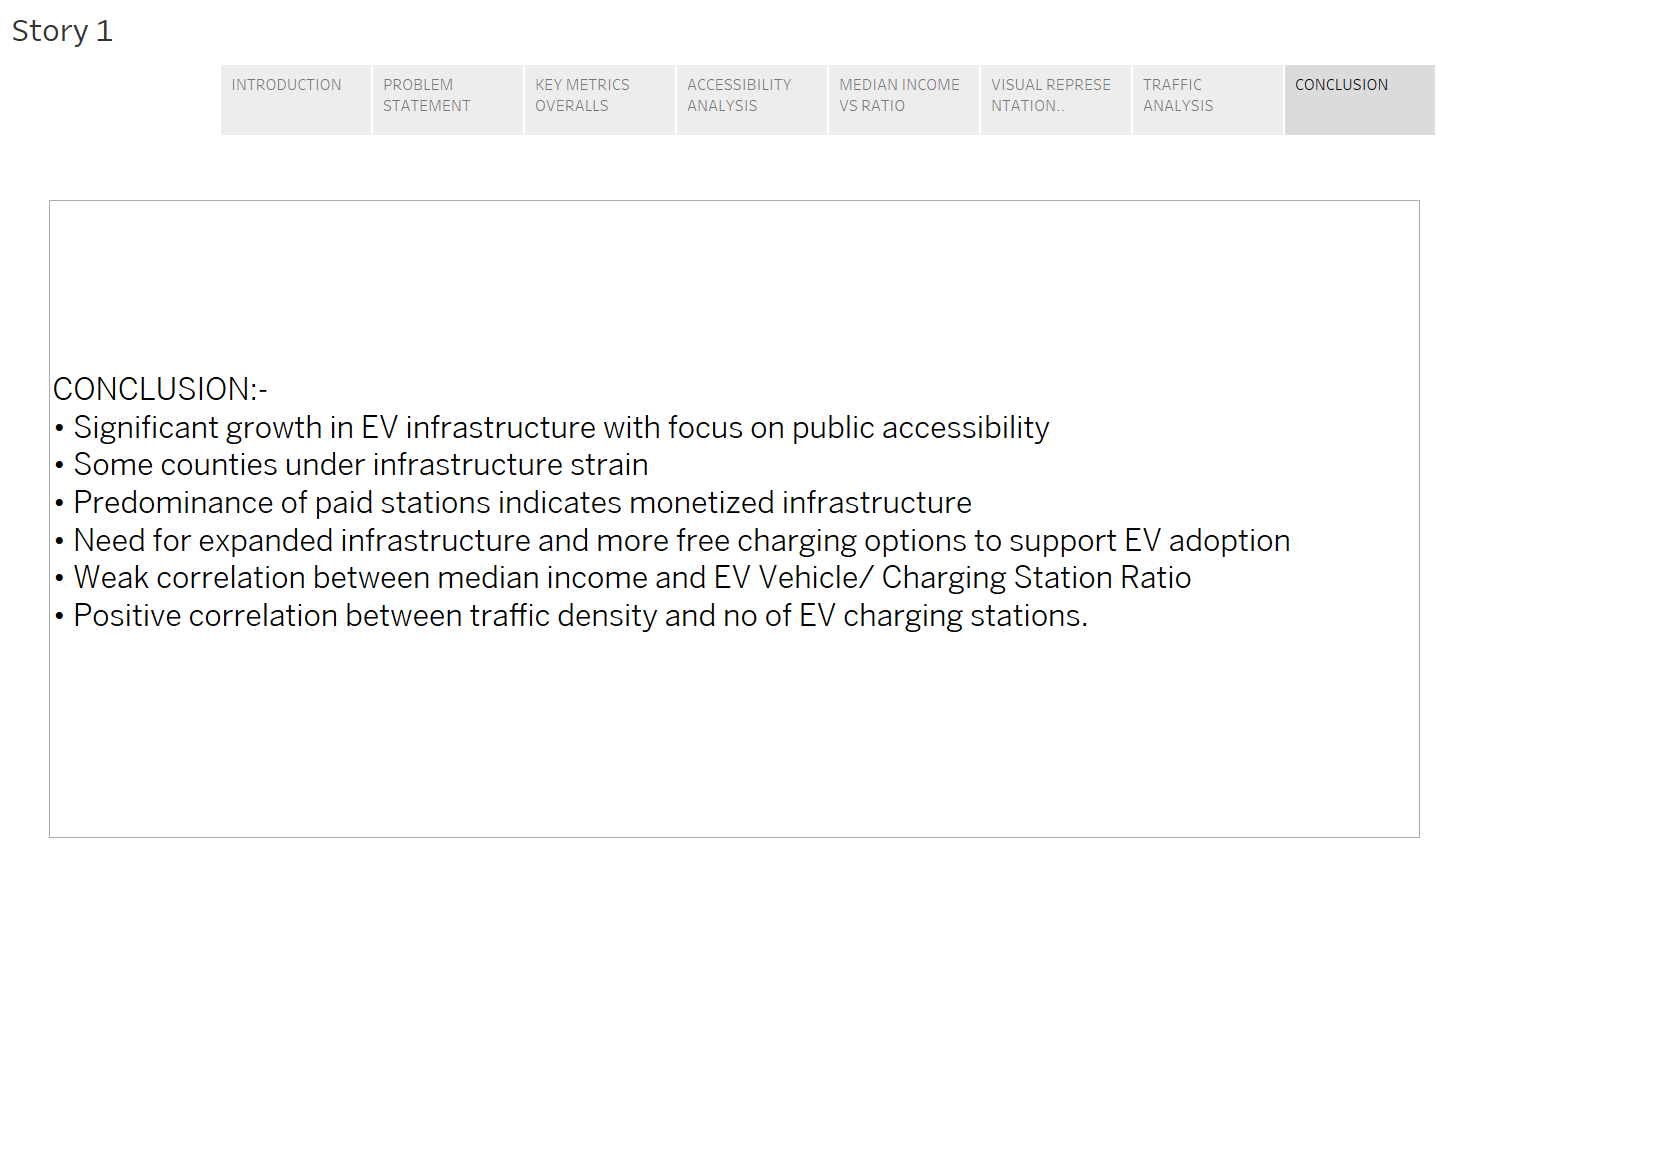 Story 1
INTRODUCTION
PROBLEM
STATEMENT
KEY METRICS
OVERALLS
ACCESSIBILITY
ANALYSIS
MEDIAN INCOME
VS RATIO
VISUAL REPRESE
NTATION..
TRAFFIC
ANALYSIS
CONCLUSION
CONCLUSION:-
• Significant growth in EV infrastructure with focus on public accessibility
• Some counties under infrastructure strain
• Predominance of paid stations indicates monetized infrastructure
• Need for expanded infrastructure and more free charging options to support EV adoption
• Weak correlation between median income and EV Vehicle/ Charging Station Ratio
• Positive correlation between traffic density and no of EV charging stations.